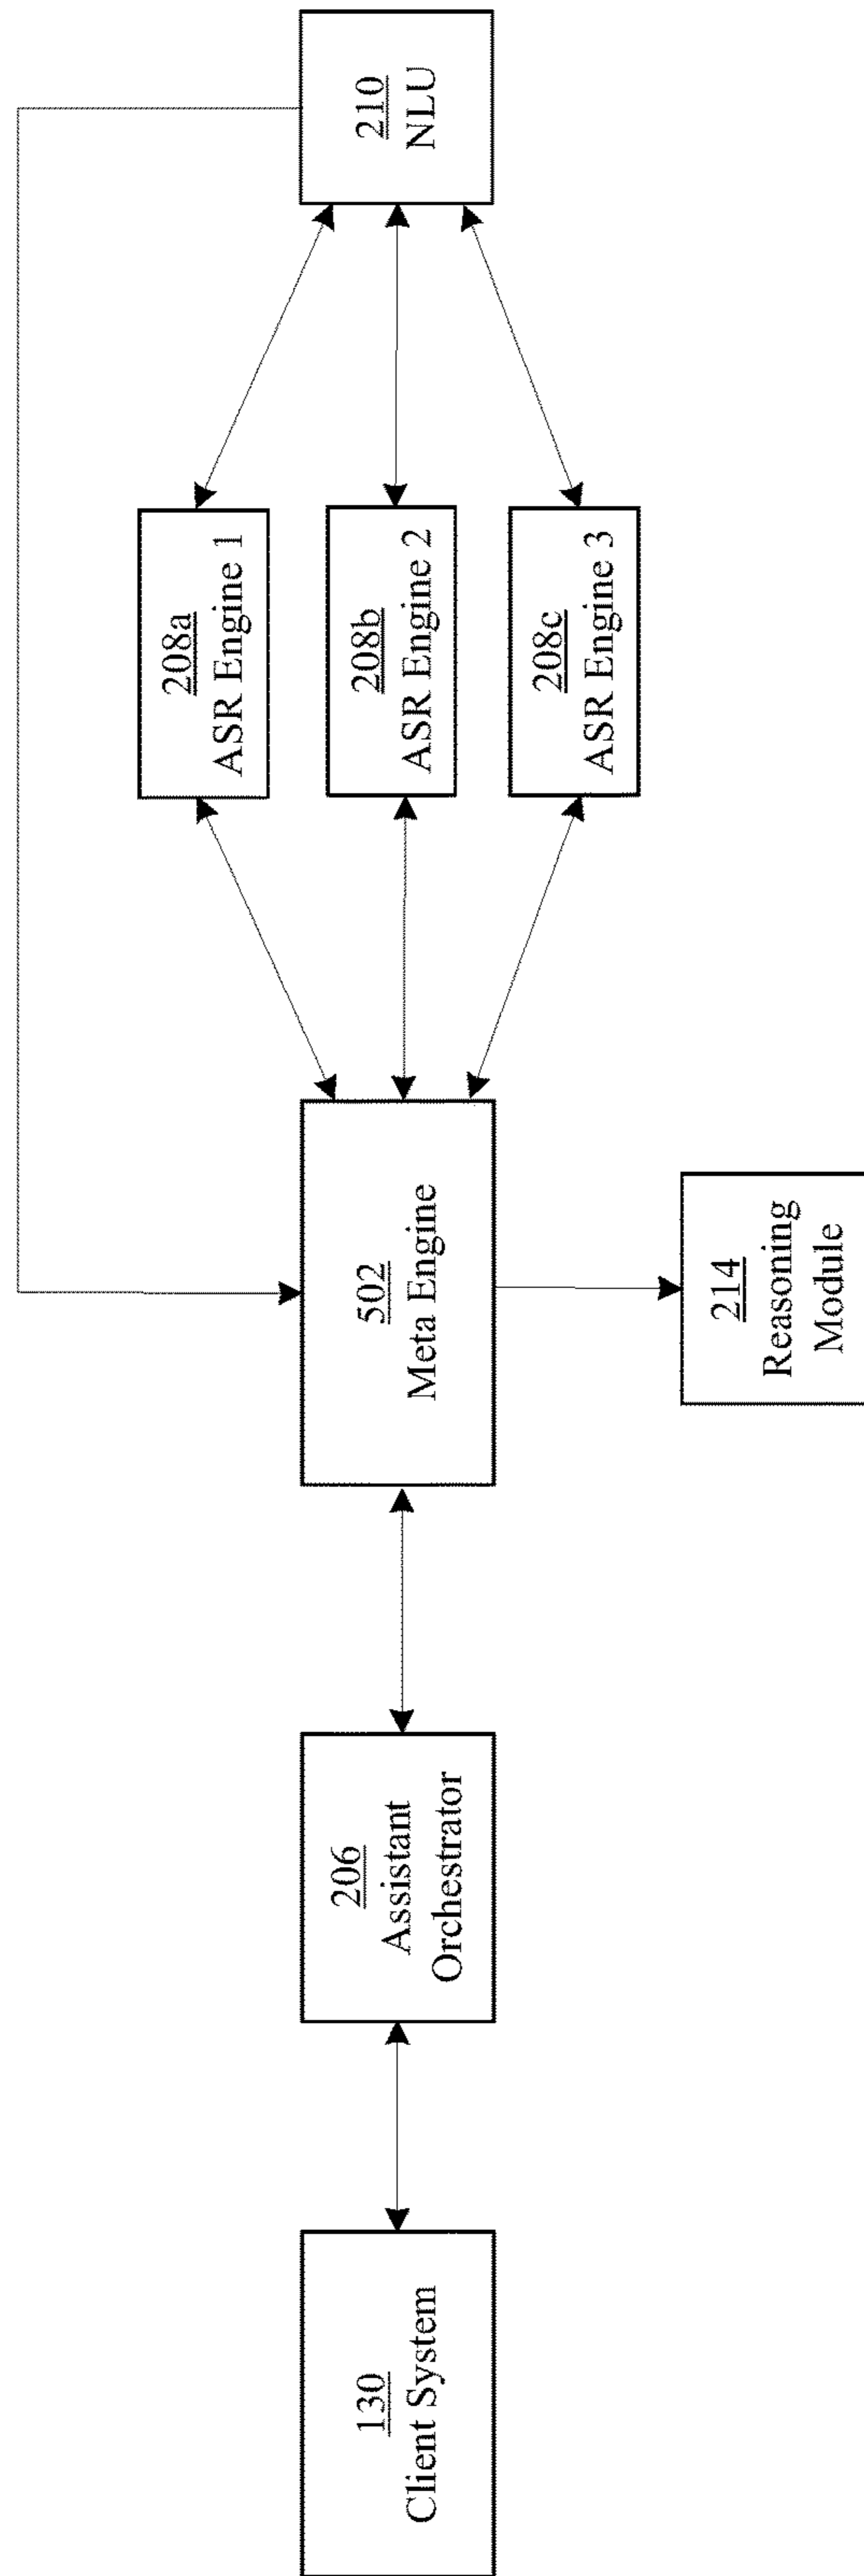 130
Client System
206
Assistant
Orchestrator
502
Meta Engine
214
Reasoning
Module
208a
ASR Engine 1
208b
ASR Engine 2
208c
ASR Engine 3
210
NLU